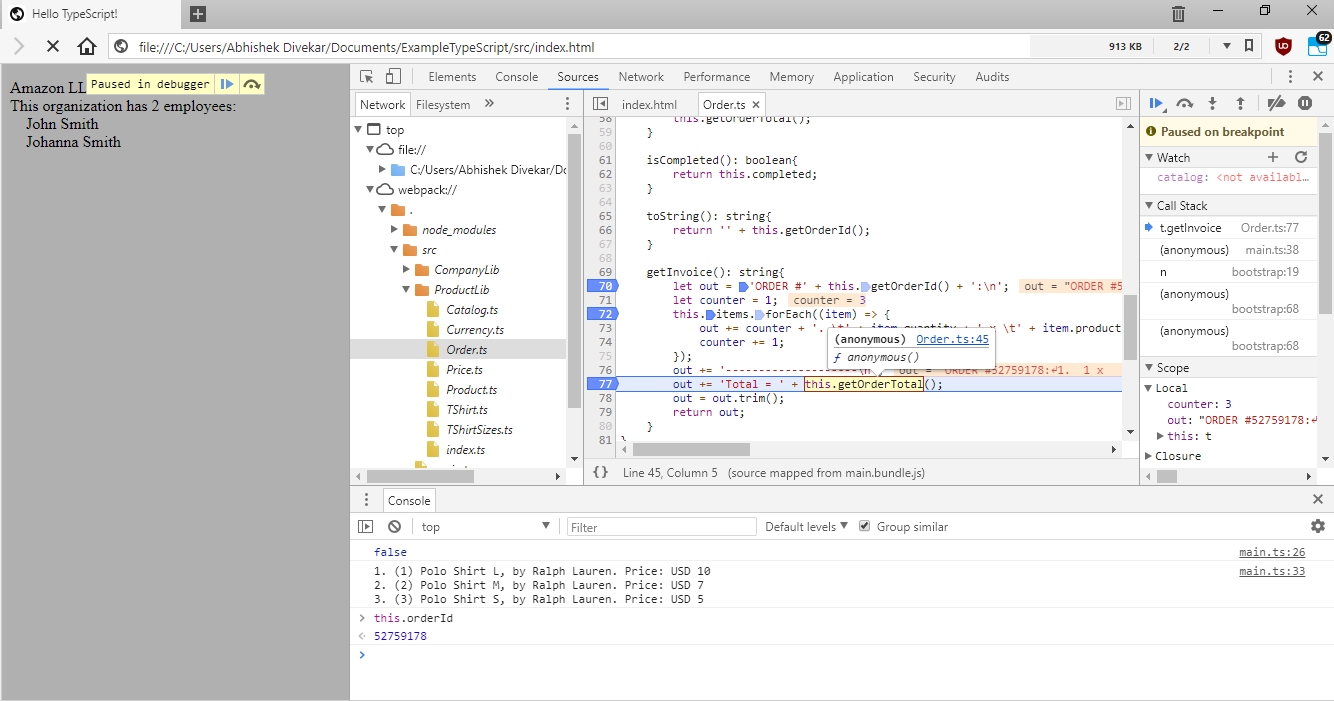 Hello TypeScript!
file:///C:/Users/Abhishek Divekar/Documents/ExampleTypeScript/src/index.html
913 KB
2/2
62
Amazon LL
Paused in debugger
This organization has 2 employees:
John Smith
Johanna Smith
Elements Console Sources Network Performance Memory Application Security Audits
Network Filesystem »
top
file://
C:/Users/Abhishek Divekar/Do
webpack://
.
node_modules
src
CompanyLib
ProductLib
Catalog.ts
Currency.ts
Order.ts
Price.ts
Product.ts
TShirt.ts
TShirtSizes.ts
index.ts
index.html Order.ts ×
58 this.getOrderTotal();
59 }
60
61 isCompleted(): boolean{
62 return this.completed;
63 }
64
65 toString(): string{
66 return '' + this.getOrderId();
67 }
68
69 getInvoice(): string{
70 let out = 'ORDER #' + this.getOrderId() + ':\n'; out = "ORDER #5
71 let counter = 1; counter = 3
72 this.items.forEach((item) => {
73 out += counter + '. \t' + item.quantity + ' x \t' + item.product
74 counter += 1;
75 });
76 out += '--------------------\n out = "ORDER #52759178:↵1. 1 x
77 out += 'Total = ' + this.getOrderTotal();
78 out = out.trim();
79 return out;
80 }
81 }
(anonymous) Order.ts:45
ƒ anonymous()
{} Line 45, Column 5 (source mapped from main.bundle.js)
Paused on breakpoint
Watch
catalog: <not availabl…
Call Stack
t.getInvoice Order.ts:77
(anonymous) main.ts:38
n bootstrap:19
(anonymous)
bootstrap:68
(anonymous)
bootstrap:68
Scope
Local
counter: 3
out: "ORDER #52759178:↵
this: t
Closure
Console
top Filter Default levels Group similar
false main.ts:26
1. (1) Polo Shirt L, by Ralph Lauren. Price: USD 10 main.ts:33
2. (2) Polo Shirt M, by Ralph Lauren. Price: USD 7
3. (3) Polo Shirt S, by Ralph Lauren. Price: USD 5
> this.orderId
52759178
>